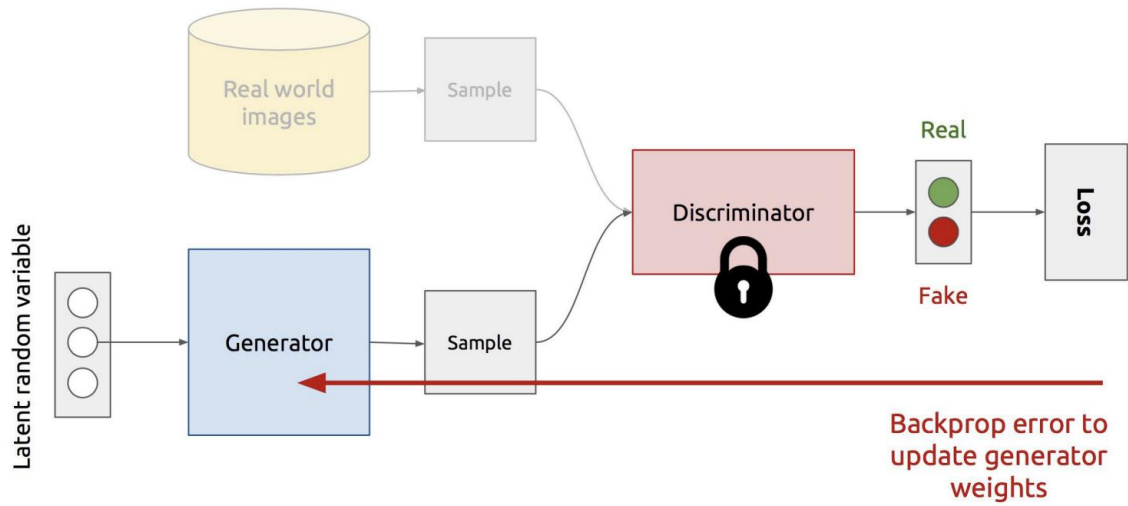 Real world
images
Sample
Real
Discriminator
Loss
Latent random variable
Generator
Sample
Fake
Backprop error to
update generator
weights